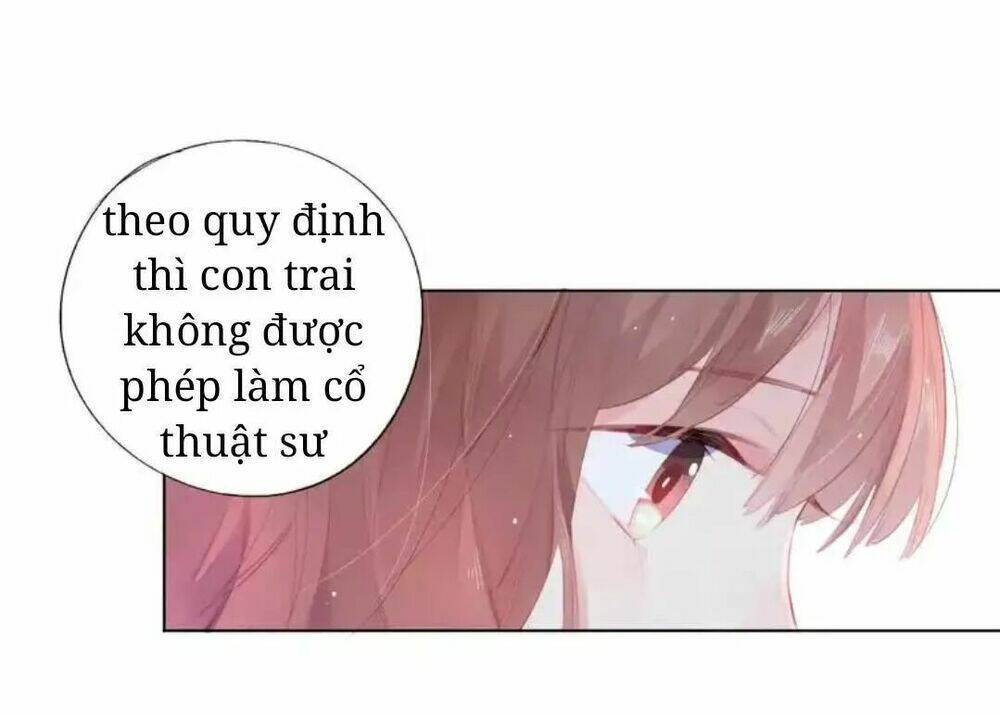 theo quy định
thì con trai
không được
phép làm cổ
thuật sư